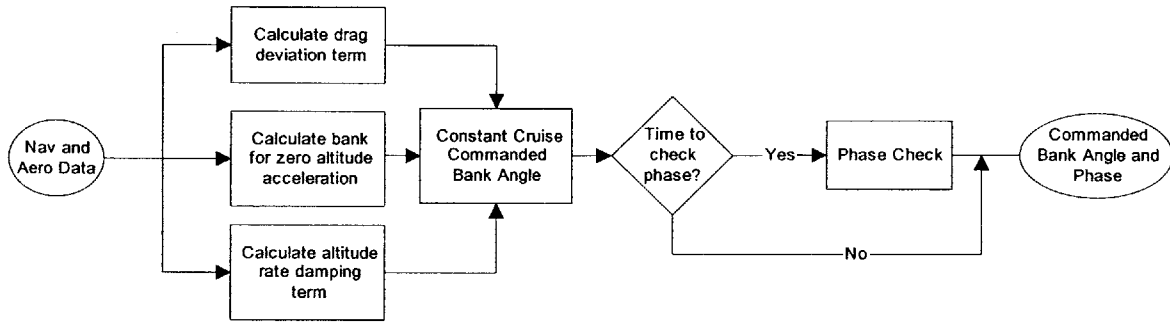 Calculate drag
deviation term
Nav and
Aero Data
Calculate bank
for zero altitude
acceleration
Constant Cruise
Commanded
Bank Angle
Time to
check
phase?
Yes
Phase Check
Commanded
Bank Angle and
Phase
Calculate altitude
rate damping
term
No